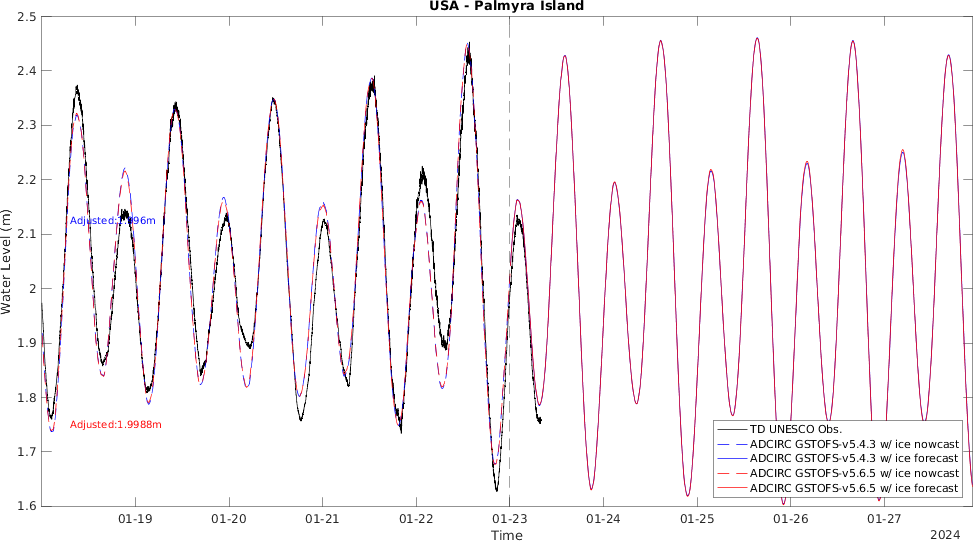 USA - Palmyra Island
2.5
2.4
2.3
2.2
2.1
2
1.9
1.8
1.7
1.6
Water Level (m)
Adjusted:1.996m
Adjusted:1.9988m
TD UNESCO Obs.
ADCIRC GSTOFS-v5.4.3 w/ ice nowcast
ADCIRC GSTOFS-v5.4.3 w/ ice forecast
ADCIRC GSTOFS-v5.6.5 w/ ice nowcast
ADCIRC GSTOFS-v5.6.5 w/ ice forecast
01-19 01-20 01-21 01-22 01-23 01-24 01-25 01-26 01-27
Time
2024